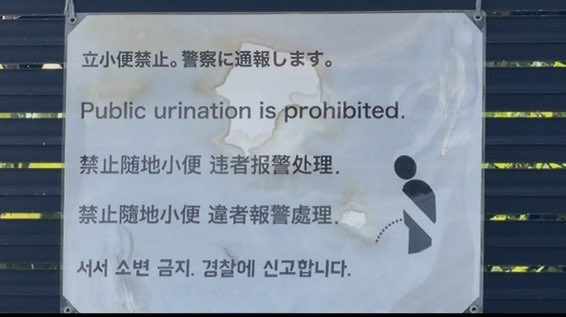 立小便禁止。警察に通報します。
Public urination is prohibited.
禁止随地小便 违者报警处理.
禁止隨地小便 違者報警處理.
서서 소변 금지. 경찰에 신고합니다.